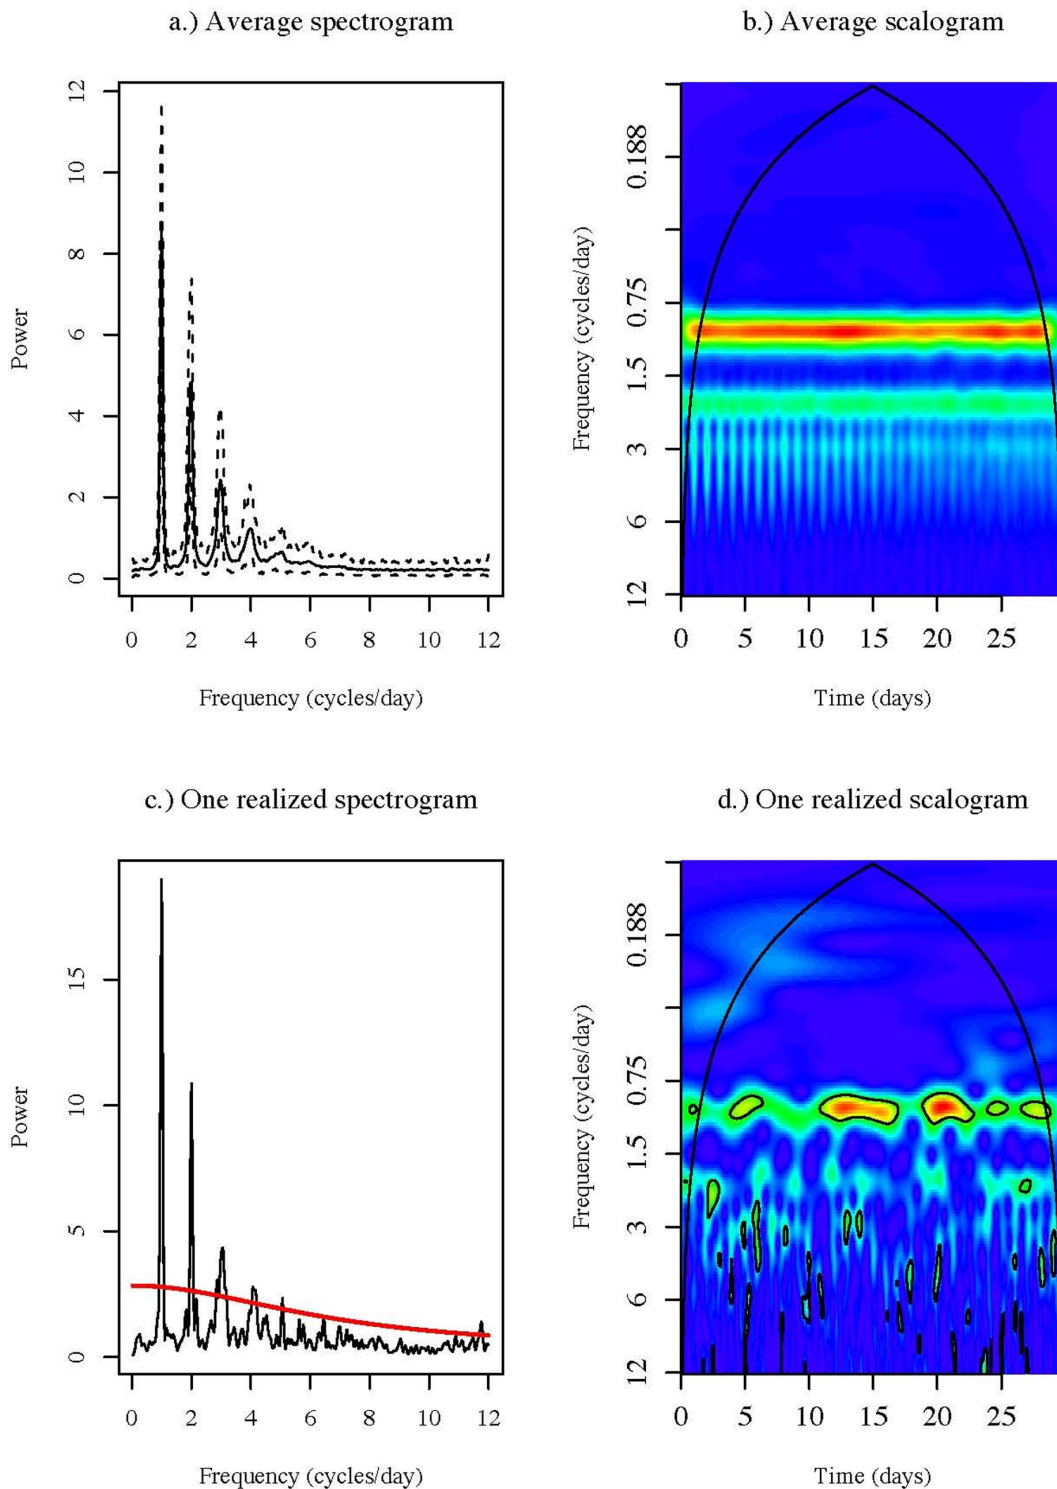 a.) Average spectrogram
b.) Average scalogram
Power
0 2 4 6 8 10 12
0 2 4 6 8 10 12
Frequency (cycles/day)
Frequency (cycles/day)
0.188
0.75
1.5
3
6
12
0 5 10 15 20 25
Time (days)
c.) One realized spectrogram
d.) One realized scalogram
Power
0 5 10 15
0 2 4 6 8 10 12
Frequency (cycles/day)
Frequency (cycles/day)
0.188
0.75
1.5
3
6
12
0 5 10 15 20 25
Time (days)